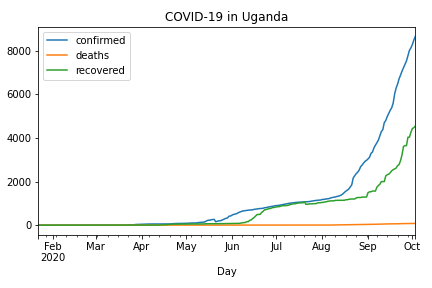 COVID-19 in Uganda
confirmed
deaths
recovered
8000
6000
4000
2000
0
Feb Mar Apr May Jun Jul Aug Sep Oct
2020
Day